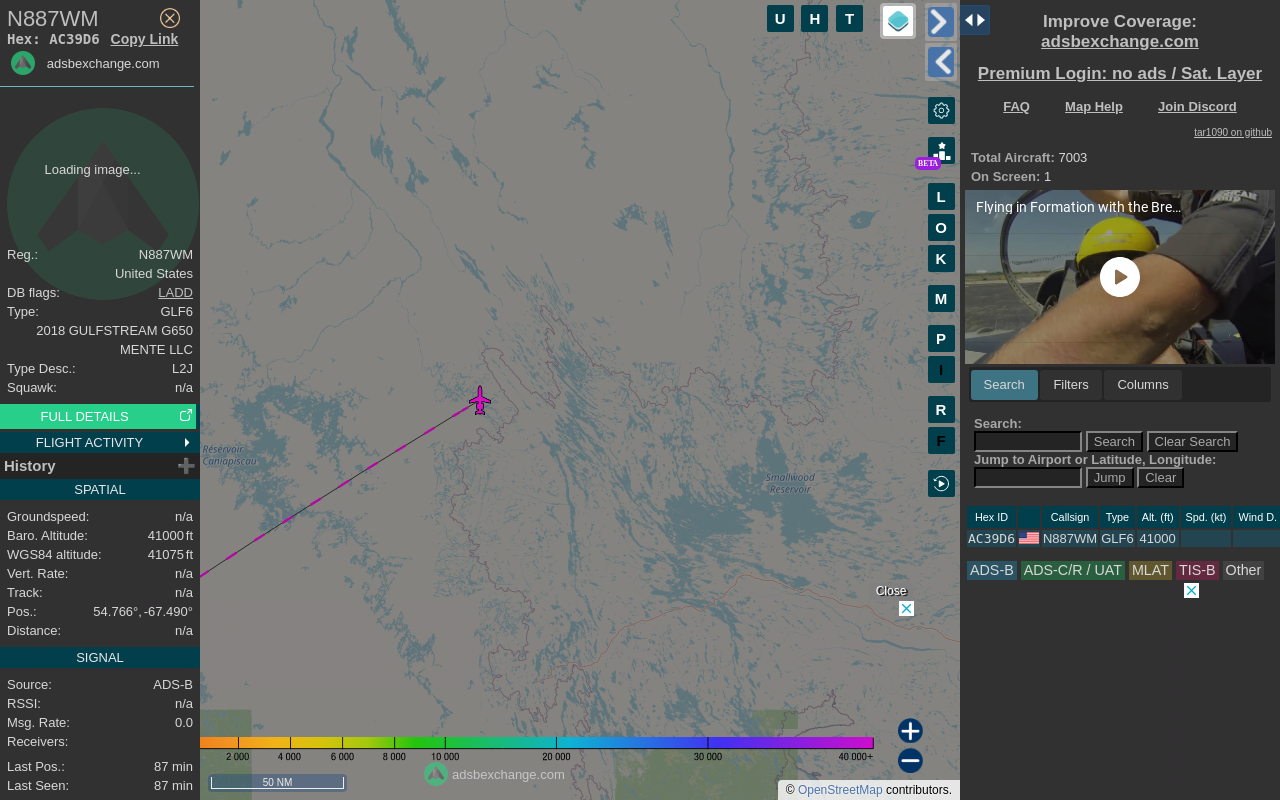 N887WM
Hex: AC39D6 Copy Link
adsbexchange.com
Loading image...
Reg.: N887WM
United States
DB flags: LADD
Type: GLF6
2018 GULFSTREAM G650
MENTE LLC
Type Desc.: L2J
Squawk: n/a
FULL DETAILS
FLIGHT ACTIVITY
History
SPATIAL
Groundspeed: n/a
Baro. Altitude: 41000 ft
WGS84 altitude: 41075 ft
Vert. Rate: n/a
Track: n/a
Pos.: 54.766°, -67.490°
Distance: n/a
SIGNAL
Source: ADS-B
RSSI: n/a
Msg. Rate: 0.0
Receivers:
Last Pos.: 87 min
Last Seen: 87 min
U H T
BETA
L
O
K
M
P
I
R
F
Réservoir
Caniapiscau
Smallwood
Reservoir
Close
2 000 4 000 6 000 8 000 10 000 20 000 30 000 40 000+
50 NM
adsbexchange.com
© OpenStreetMap contributors.
Improve Coverage:
adsbexchange.com
Premium Login: no ads / Sat. Layer
FAQ Map Help Join Discord
tar1090 on github
Total Aircraft: 7003
On Screen: 1
Flying in Formation with the Bre...
Search Filters Columns
Search:
Search Clear Search
Jump to Airport or Latitude, Longitude:
Jump Clear
Hex ID Callsign Type Alt. (ft) Spd. (kt) Wind D.
AC39D6 N887WM GLF6 41000
ADS-B ADS-C/R / UAT MLAT TIS-B Other